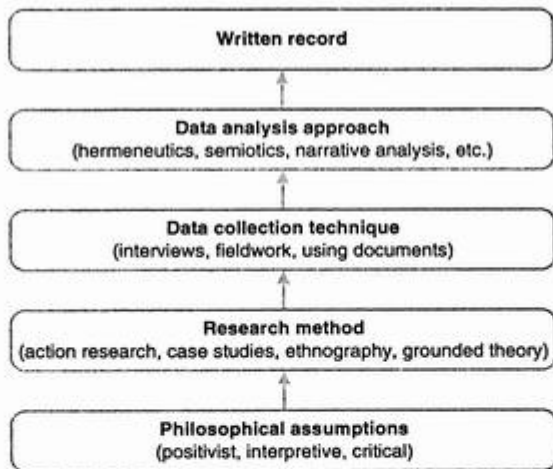 Written record
Data analysis approach
(hermeneutics, semiotics, narrative analysis, etc.)
Data collection technique
(interviews, fieldwork, using documents)
Research method
(action research, case studies, ethnography, grounded theory)
Philosophical assumptions
(positivist, interpretive, critical)